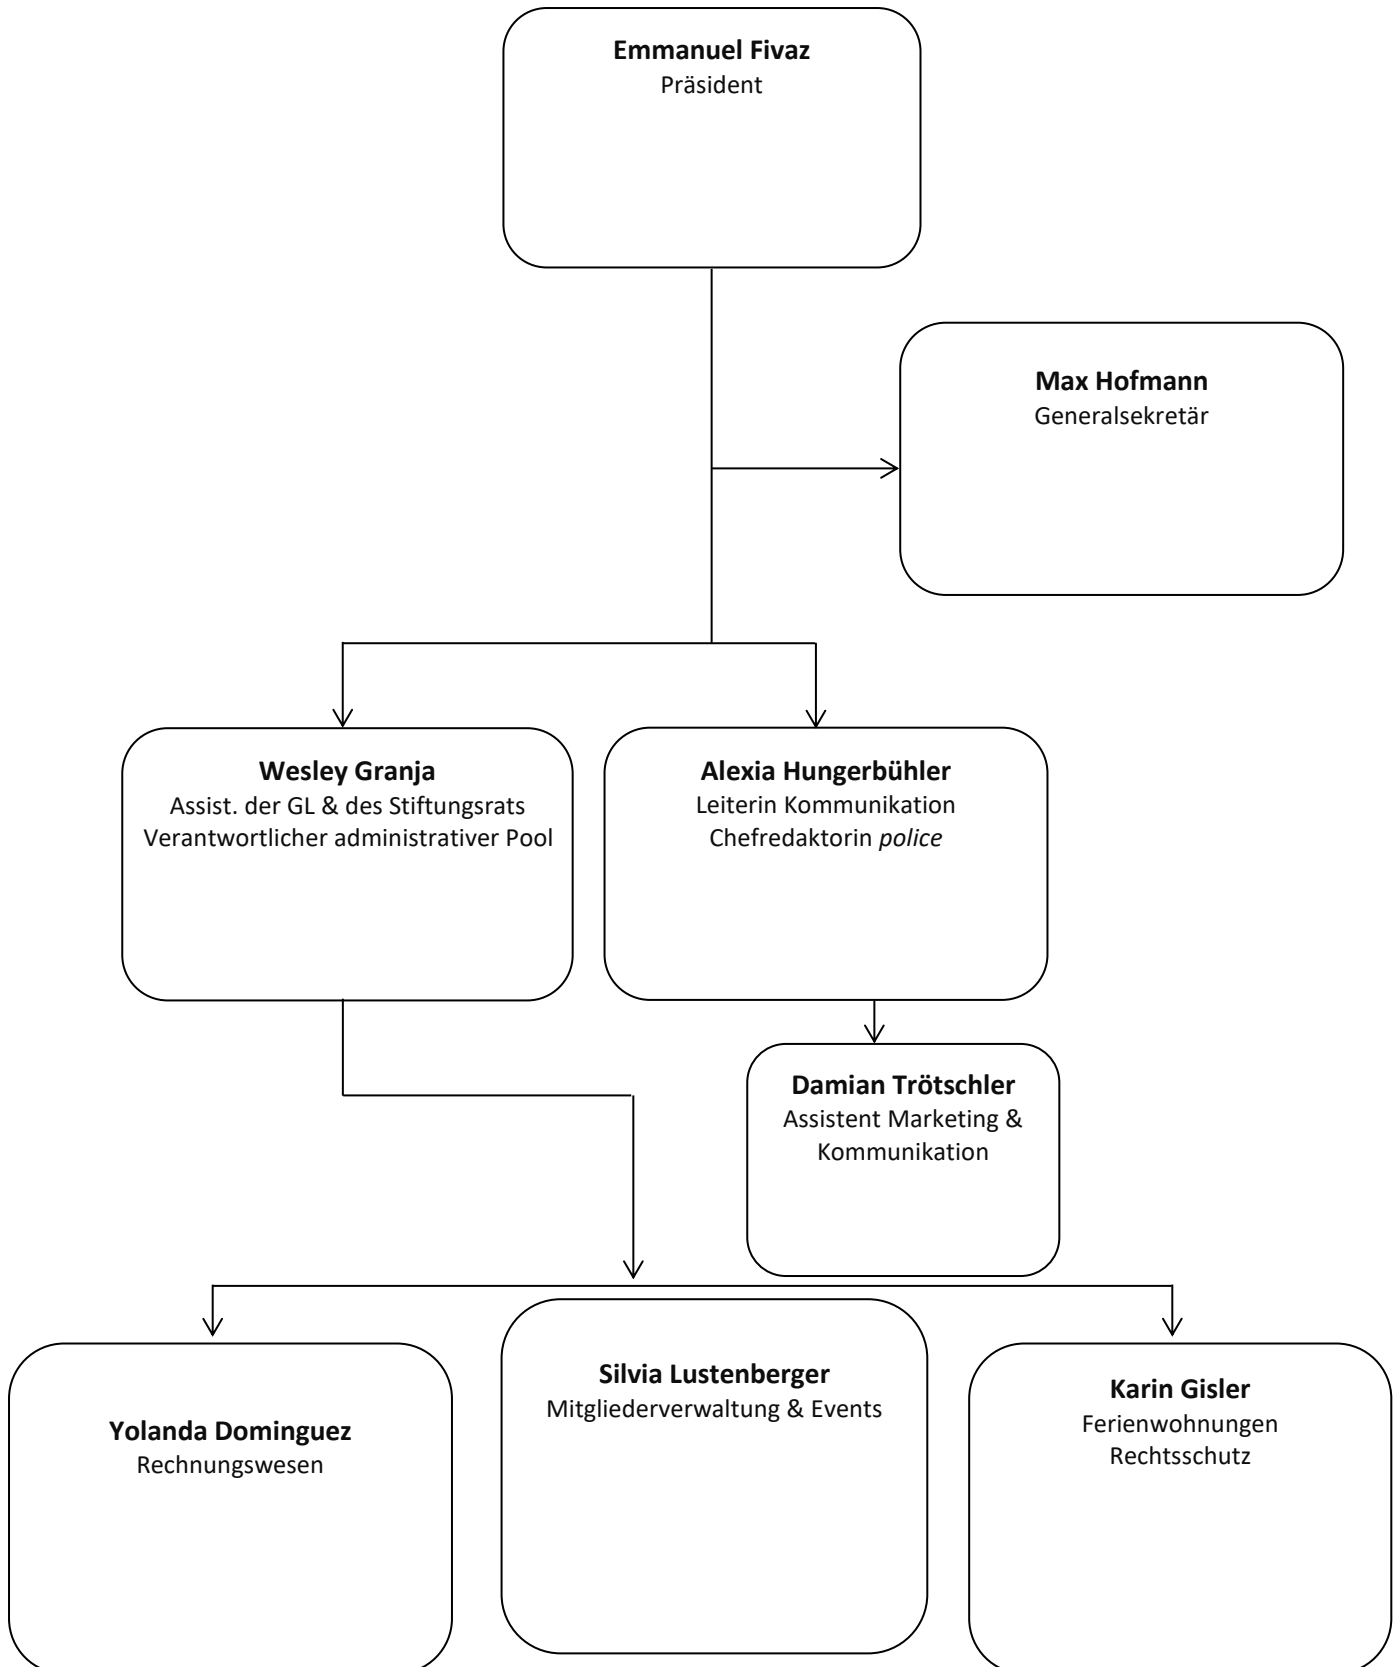 Emmanuel Fivaz
Präsident
Max Hofmann
Generalsekretär
Wesley Granja
Assist. der GL & des Stiftungsrats
Verantwortlicher administrativer Pool
Alexia Hungerbühler
Leiterin Kommunikation
Chefredaktorin police
Damian Trötschler
Assistent Marketing &
Kommunikation
Yolanda Dominguez
Rechnungswesen
Silvia Lustenberger
Mitgliederverwaltung & Events
Karin Gisler
Ferienwohnungen
Rechtsschutz